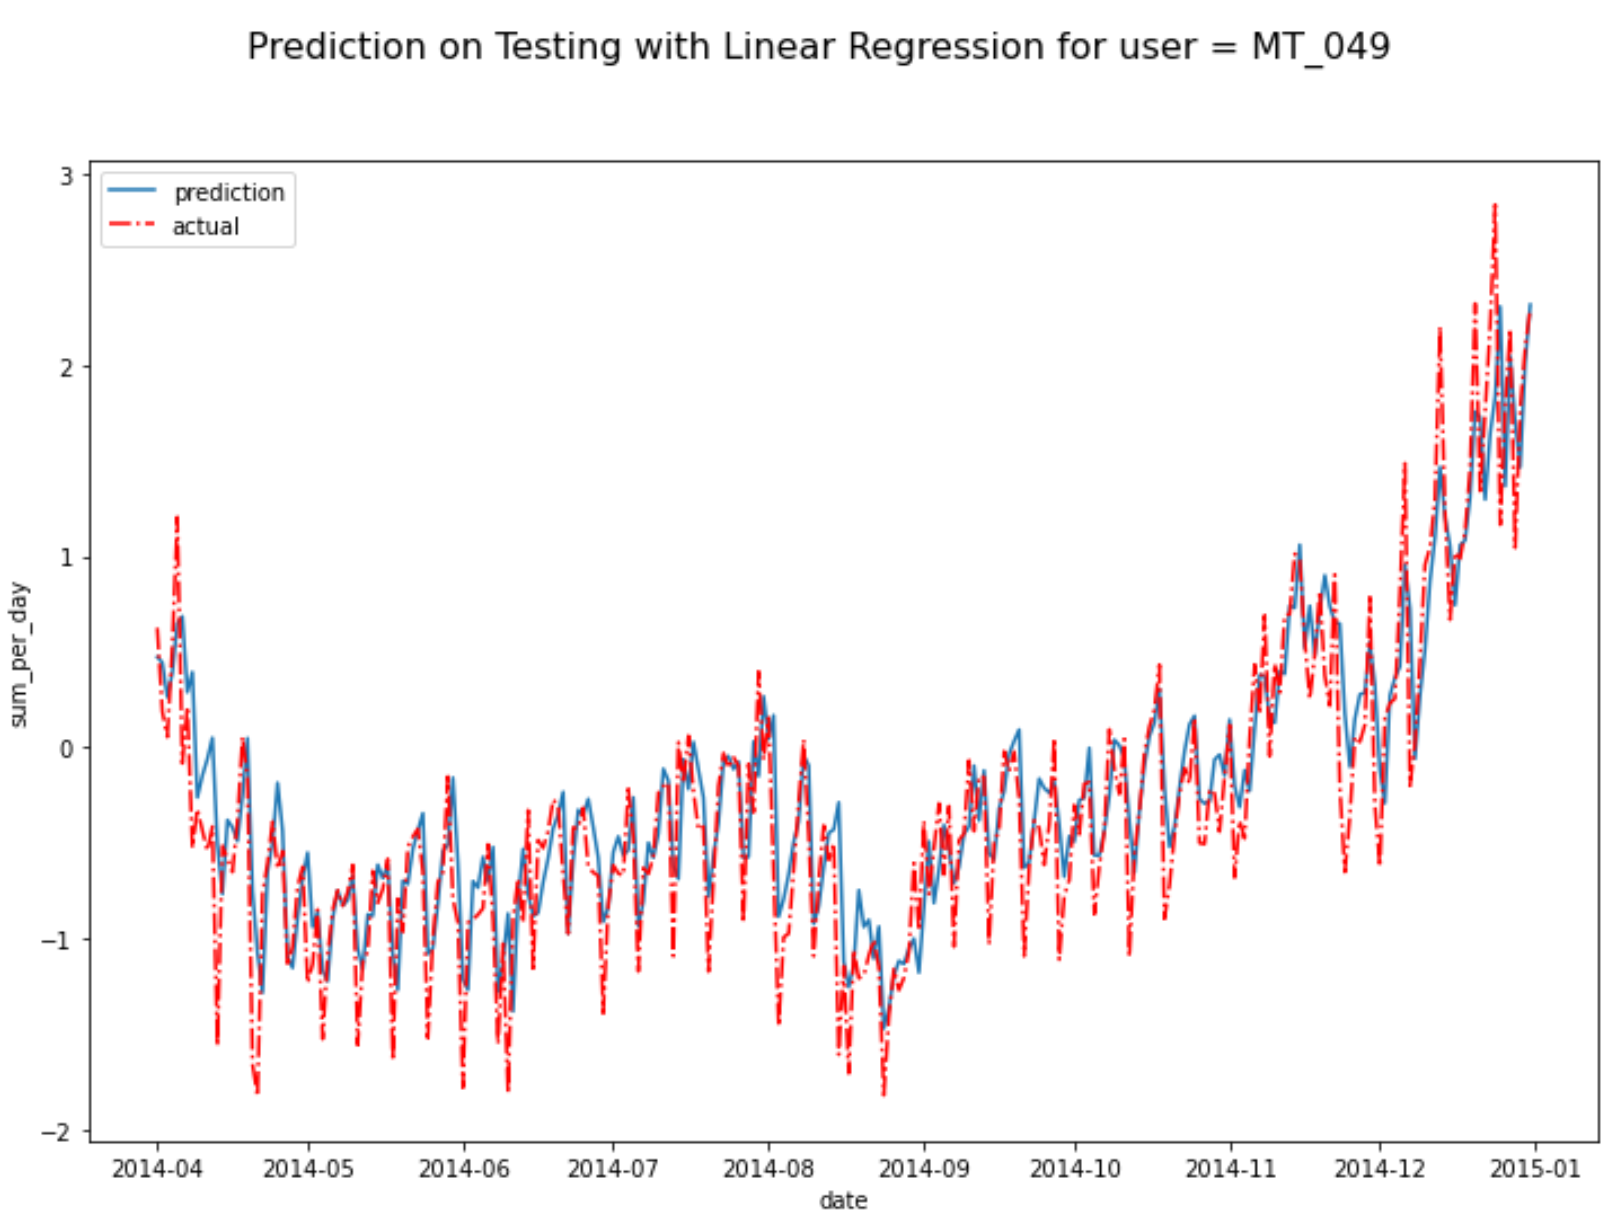 Prediction on Testing with Linear Regression for user = MT_049
prediction
actual
3
2
1
0
−1
−2
sum_per_day
2014-04 2014-05 2014-06 2014-07 2014-08 2014-09 2014-10 2014-11 2014-12 2015-01
date